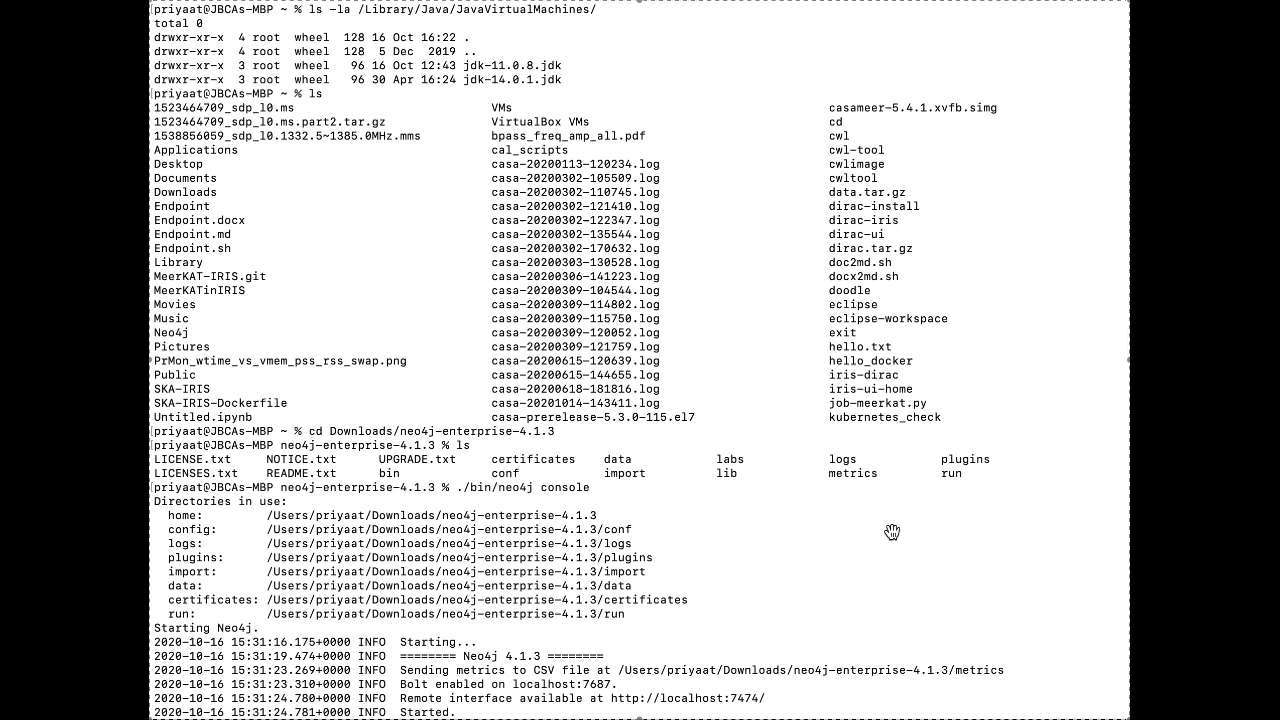 [priyaat@JBCAs-MBP ~ % ls -la /Library/Java/JavaVirtualMachines/
total 0
drwxr-xr-x  4 root  wheel  128 16 Oct 16:22 .
drwxr-xr-x  4 root  wheel  128  5 Dec  2019 ..
drwxr-xr-x  3 root  wheel   96 16 Oct 12:43 jdk-11.0.8.jdk
drwxr-xr-x  3 root  wheel   96 30 Apr 16:24 jdk-14.0.1.jdk
[priyaat@JBCAs-MBP ~ % ls
1523464709_sdp_l0.ms VMs casameer-5.4.1.xvfb.simg
1523464709_sdp_l0.ms.part2.tar.gz VirtualBox VMs cd
1538856059_sdp_l0.1332.5~1385.0MHz.mms bpass_freq_amp_all.pdf cwl
Applications cal_scripts cwl-tool
Desktop casa-20200113-120234.log cwlimage
Documents casa-20200302-105509.log cwltool
Downloads casa-20200302-110745.log data.tar.gz
Endpoint casa-20200302-121410.log dirac-install
Endpoint.docx casa-20200302-122347.log dirac-iris
Endpoint.md casa-20200302-135544.log dirac-ui
Endpoint.sh casa-20200302-170632.log dirac.tar.gz
Library casa-20200303-130528.log doc2md.sh
MeerKAT-IRIS.git casa-20200306-141223.log docx2md.sh
MeerKATinIRIS casa-20200309-104544.log doodle
Movies casa-20200309-114802.log eclipse
Music casa-20200309-115750.log eclipse-workspace
Neo4j casa-20200309-120052.log exit
Pictures casa-20200309-121759.log hello.txt
PrMon_wtime_vs_vmem_pss_rss_swap.png casa-20200615-120639.log hello_docker
Public casa-20200615-144655.log iris-dirac
SKA-IRIS casa-20200618-181816.log iris-ui-home
SKA-IRIS-Dockerfile casa-20201014-143411.log job-meerkat.py
Untitled.ipynb casa-prerelease-5.3.0-115.el7 kubernetes_check
[priyaat@JBCAs-MBP ~ % cd Downloads/neo4j-enterprise-4.1.3
[priyaat@JBCAs-MBP neo4j-enterprise-4.1.3 % ls
LICENSE.txt NOTICE.txt UPGRADE.txt certificates data labs logs plugins
LICENSES.txt README.txt bin conf import lib metrics run
[priyaat@JBCAs-MBP neo4j-enterprise-4.1.3 % ./bin/neo4j console
Directories in use:
  home:         /Users/priyaat/Downloads/neo4j-enterprise-4.1.3
  config:       /Users/priyaat/Downloads/neo4j-enterprise-4.1.3/conf
  logs:         /Users/priyaat/Downloads/neo4j-enterprise-4.1.3/logs
  plugins:      /Users/priyaat/Downloads/neo4j-enterprise-4.1.3/plugins
  import:       /Users/priyaat/Downloads/neo4j-enterprise-4.1.3/import
  data:         /Users/priyaat/Downloads/neo4j-enterprise-4.1.3/data
  certificates: /Users/priyaat/Downloads/neo4j-enterprise-4.1.3/certificates
  run:          /Users/priyaat/Downloads/neo4j-enterprise-4.1.3/run
Starting Neo4j.
2020-10-16 15:31:16.175+0000 INFO  Starting...
2020-10-16 15:31:19.474+0000 INFO  ======== Neo4j 4.1.3 ========
2020-10-16 15:31:23.269+0000 INFO  Sending metrics to CSV file at /Users/priyaat/Downloads/neo4j-enterprise-4.1.3/metrics
2020-10-16 15:31:23.310+0000 INFO  Bolt enabled on localhost:7687.
2020-10-16 15:31:24.780+0000 INFO  Remote interface available at http://localhost:7474/
2020-10-16 15:31:24.781+0000 INFO  Started.